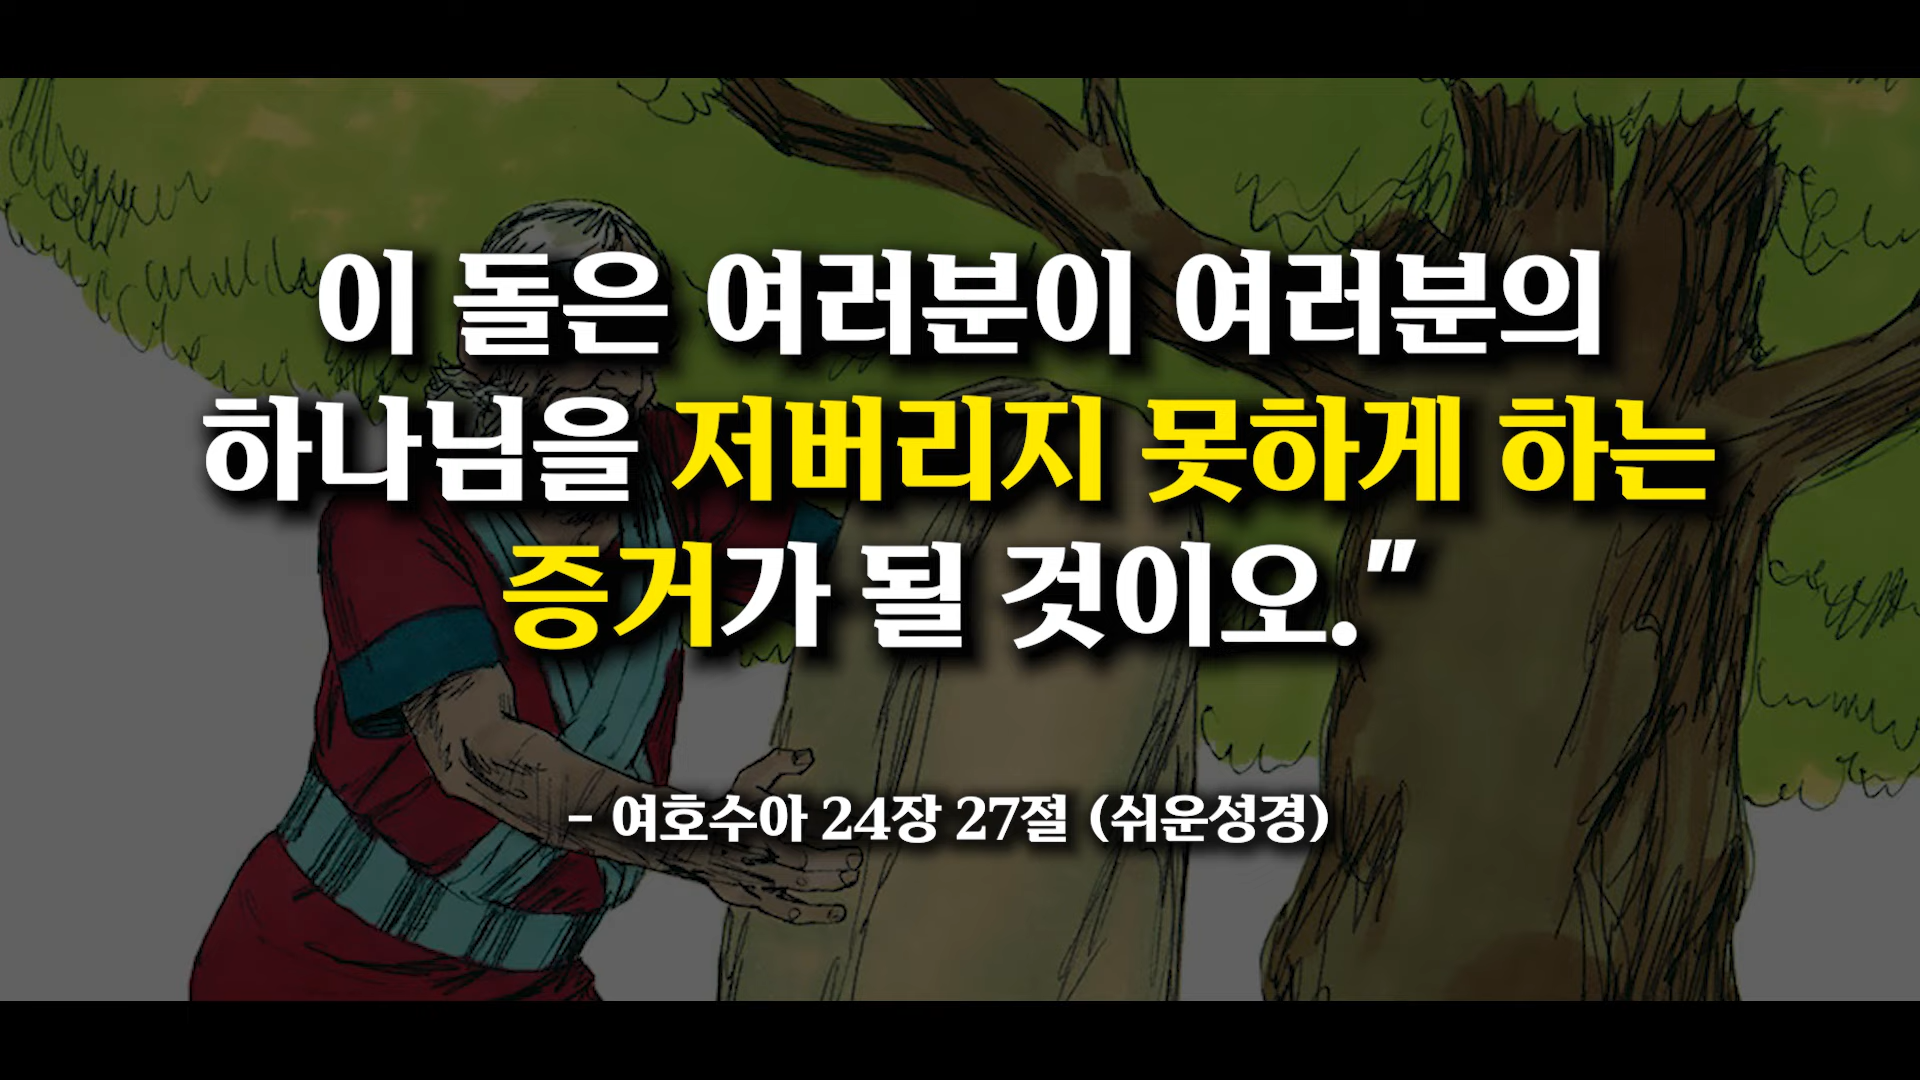 이 돌은 여러분이 여러분의
하나님을 저버리지 못하게 하는
증거가 될 것이오."
- 여호수아 24장 27절 (쉬운성경)